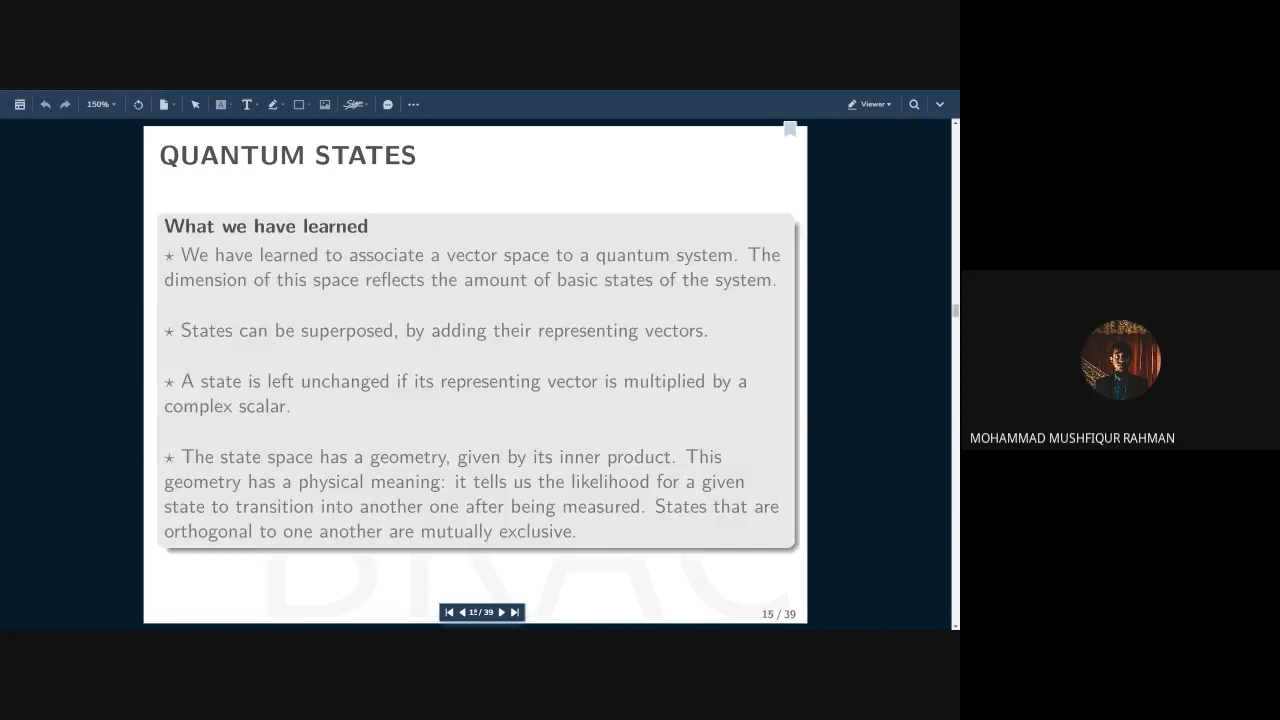 150%
T
Sign
Viewer
QUANTUM STATES
What we have learned
⋆ We have learned to associate a vector space to a quantum system. The
dimension of this space reflects the amount of basic states of the system.
⋆ States can be superposed, by adding their representing vectors.
⋆ A state is left unchanged if its representing vector is multiplied by a
complex scalar.
⋆ The state space has a geometry, given by its inner product. This
geometry has a physical meaning: it tells us the likelihood for a given
state to transition into another one after being measured. States that are
orthogonal to one another are mutually exclusive.
BRAC
15 / 39
15 / 39
MOHAMMAD MUSHFIQUR RAHMAN